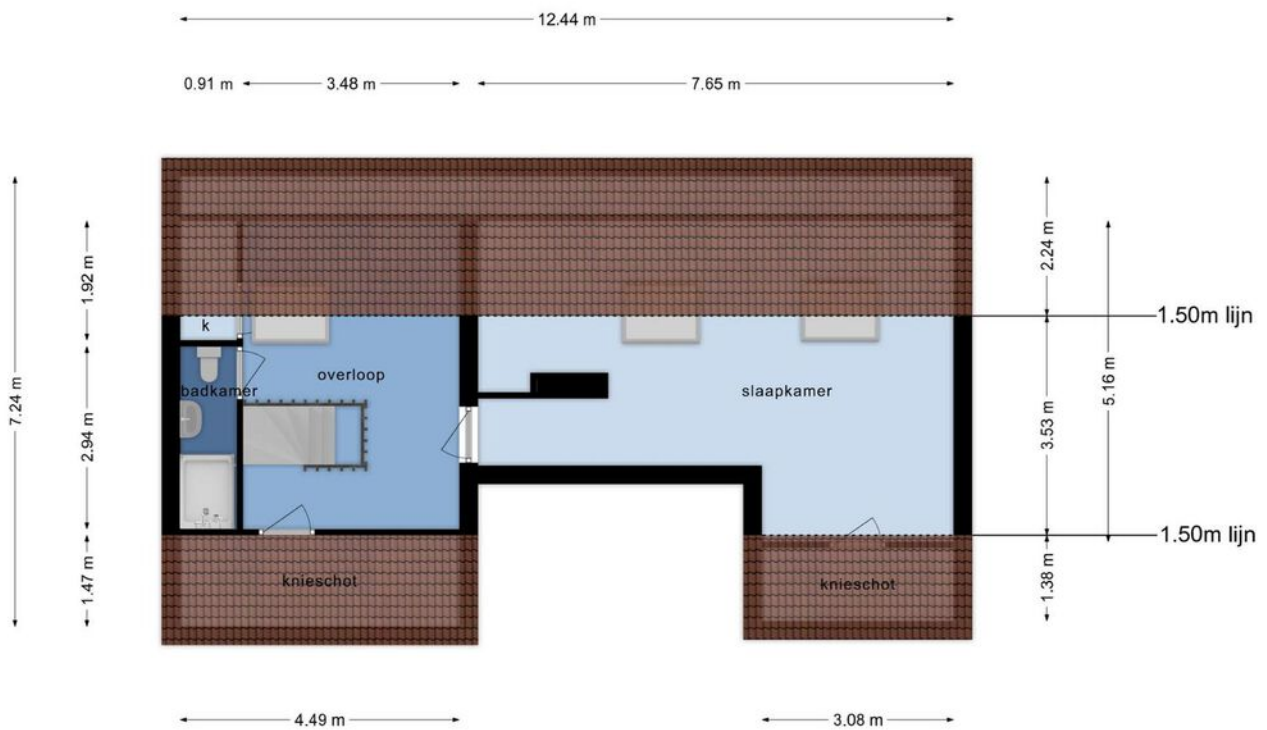 12.44 m
0.91 m
3.48 m
7.65 m
7.24 m
1.92 m
2.94 m
1.47 m
2.24 m
3.53 m
1.38 m
5.16 m
1.50m lijn
k
overloop
badkamer
slaapkamer
1.50m lijn
knieschot
knieschot
4.49 m
3.08 m